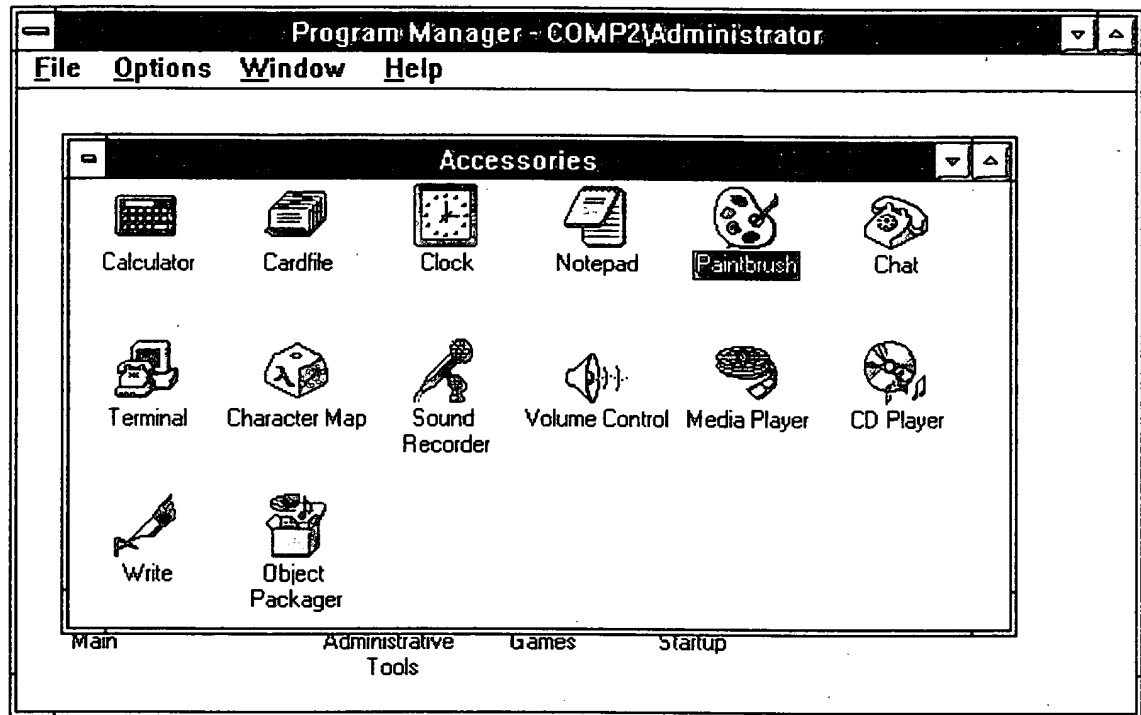 Program Manager - COMP2\Administrator
File Options Window Help
Accessories
Calculator Cardfile Clock Notepad Paintbrush Chat
Terminal Character Map Sound Recorder Volume Control Media Player CD Player
Write Object Packager
Main Administrative Tools Games Startup